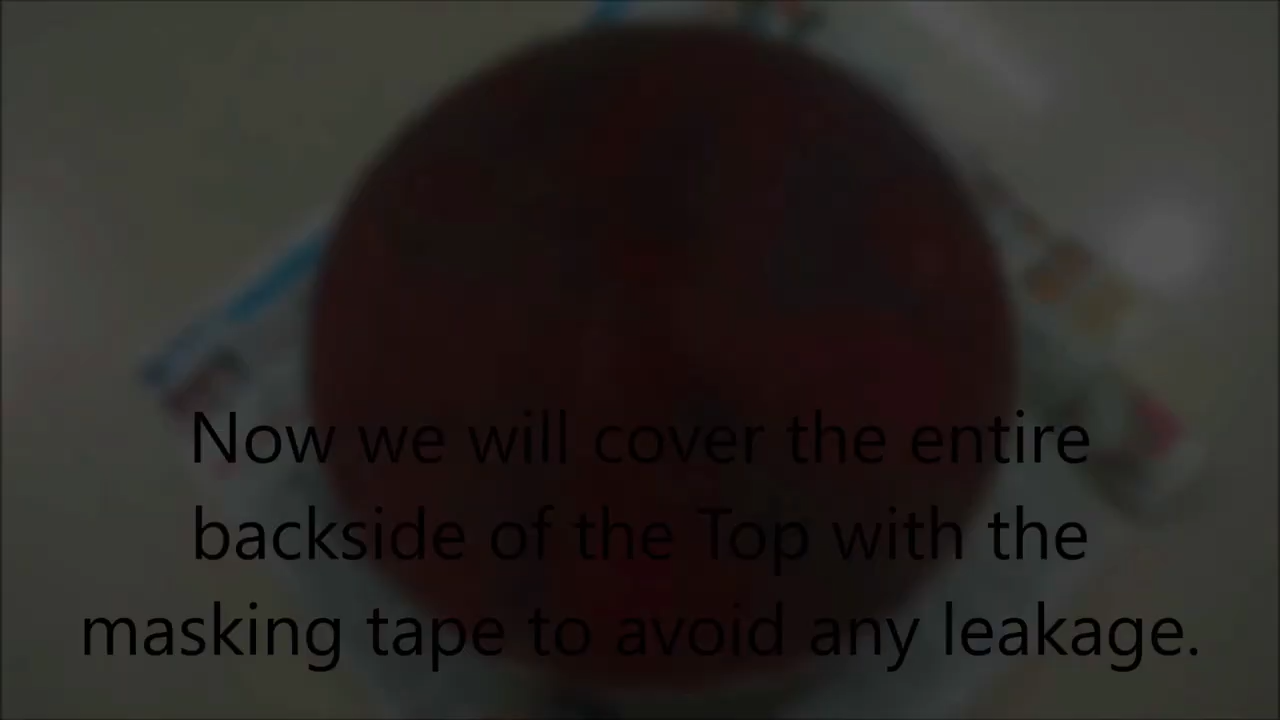 Now we will cover the entire
backside of the Top with the
masking tape to avoid any leakage.